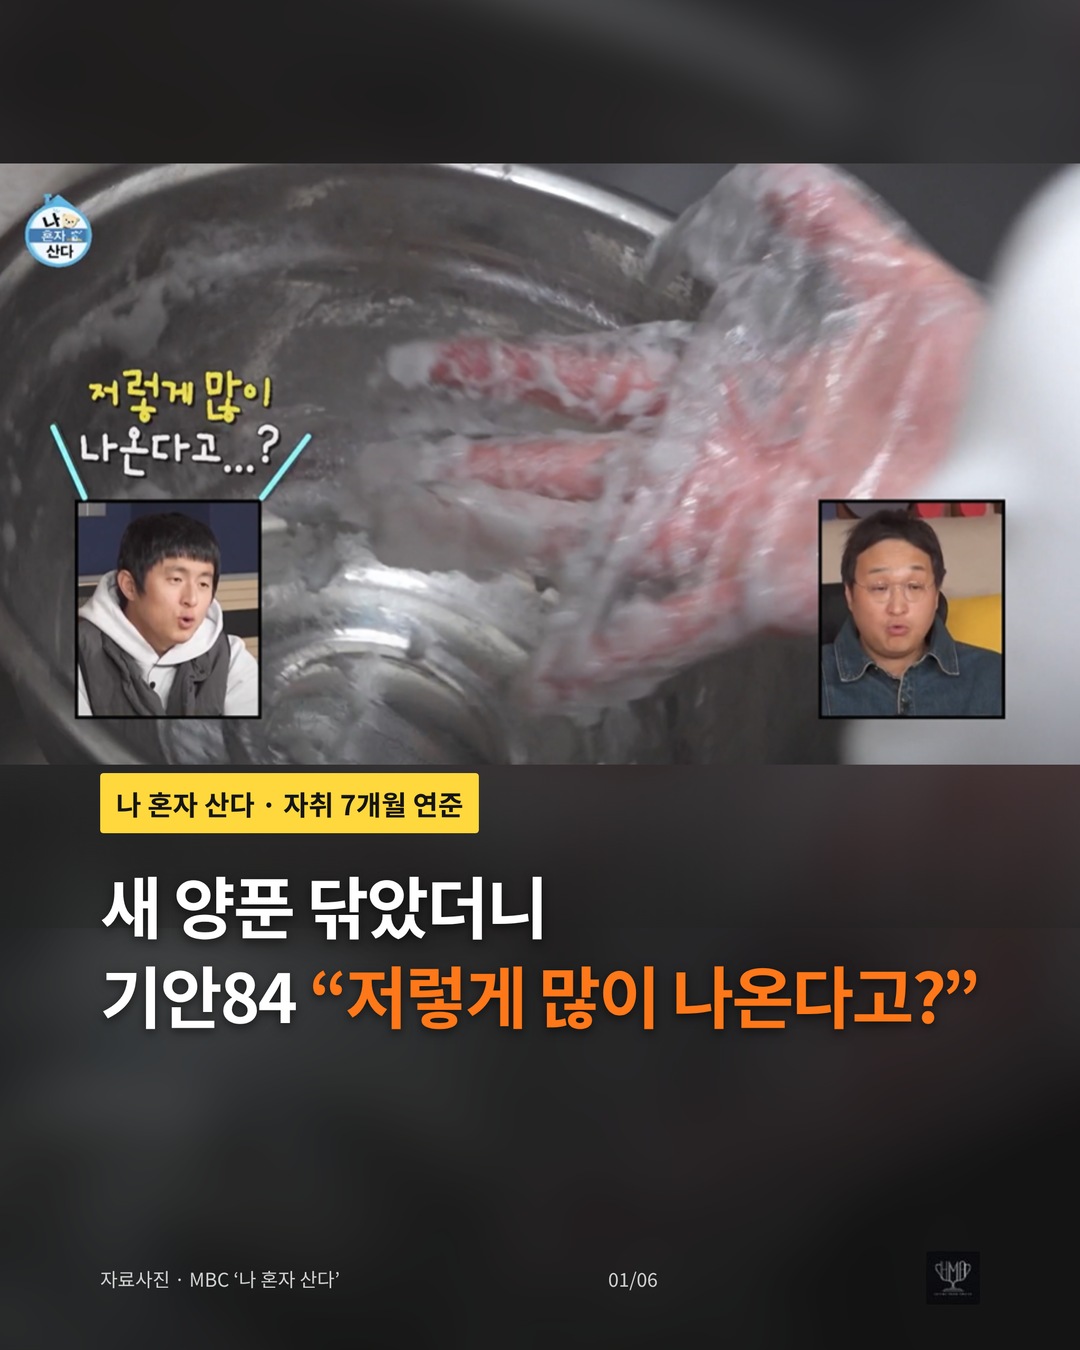 나
혼자
산다
저렇게 많이
나온다고...?
나 혼자 산다 · 자취 7개월 연준
새 양푼 닦았더니
기안84 “저렇게 많이 나온다고?”
자료사진 · MBC ‘나 혼자 산다’
01/06